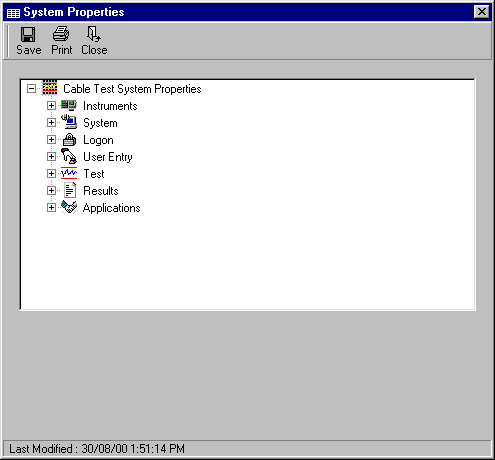 System Properties
Save Print Close
Cable Test System Properties
Instruments
System
Logon
User Entry
Test
Results
Applications
Last Modified : 30/08/00 1:51:14 PM